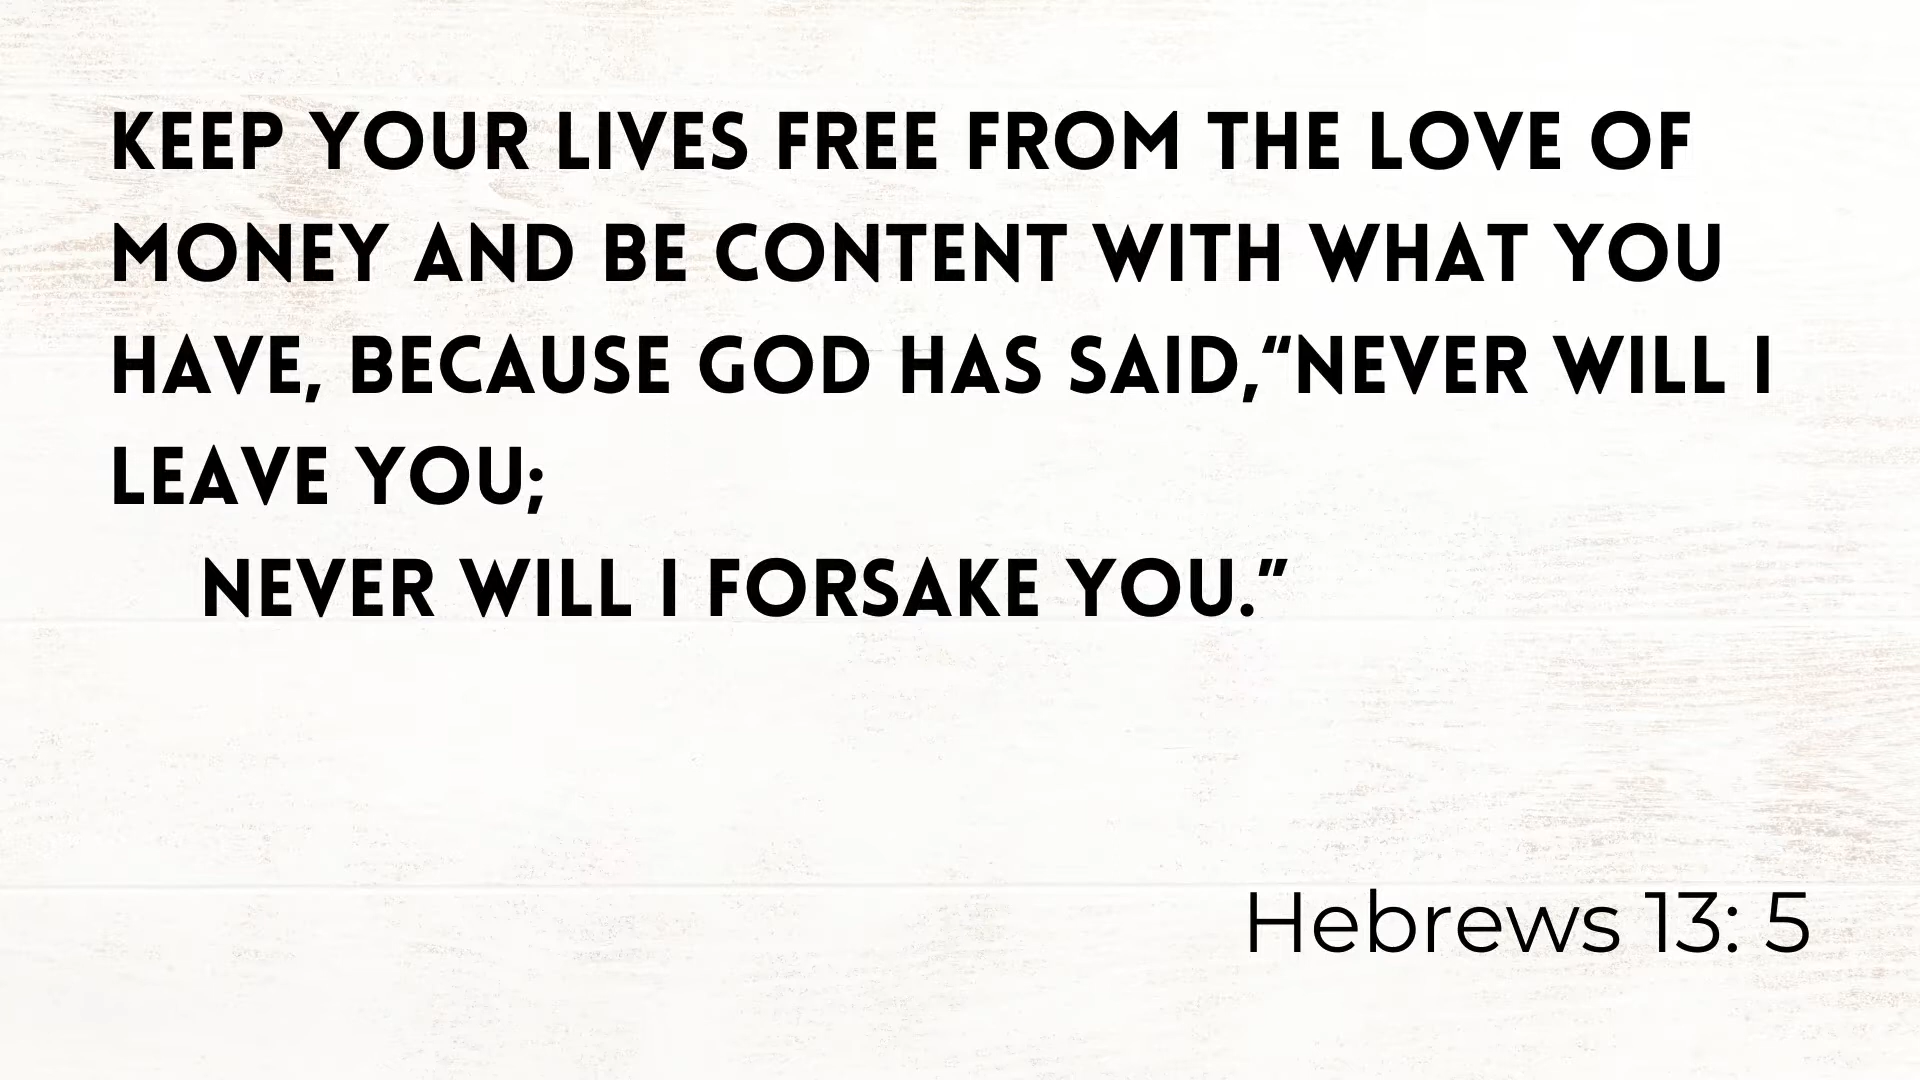 KEEP YOUR LIVES FREE FROM THE LOVE OF
MONEY AND BE CONTENT WITH WHAT YOU
HAVE, BECAUSE GOD HAS SAID,“NEVER WILL I
LEAVE YOU;
NEVER WILL I FORSAKE YOU.”
Hebrews 13: 5